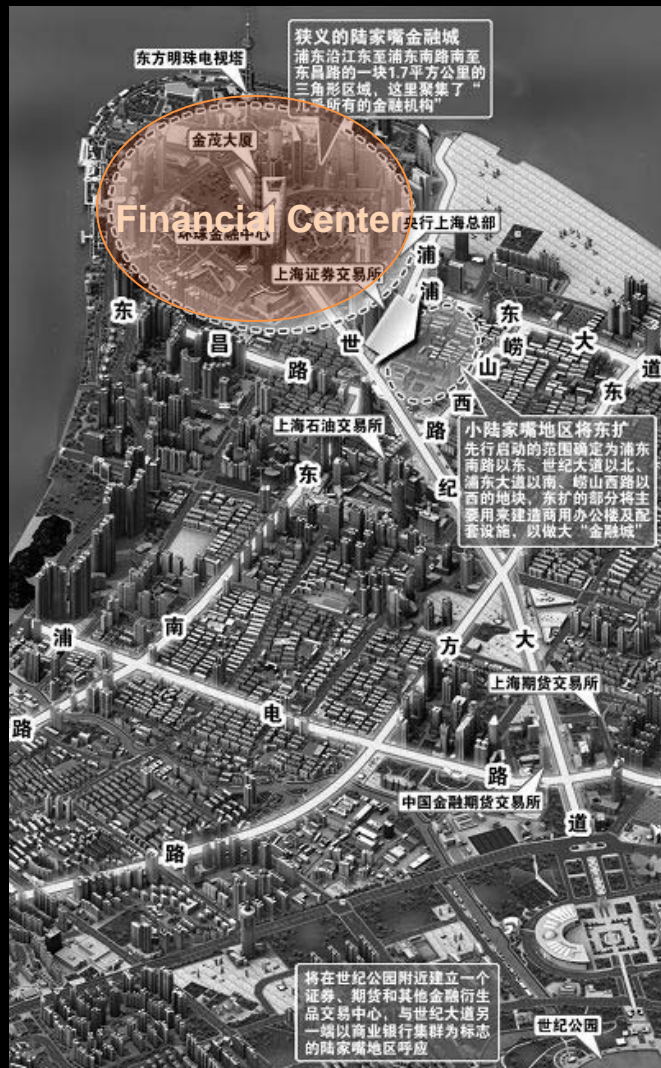 狭义的陆家嘴金融城
浦东沿江东至浦东南路南至
东昌路的一块1.7平方公里的
三角形区域，这里聚集了“
几乎所有的金融机构”
东方明珠电视塔
金茂大厦
Financial Center
环球金融中心
央行上海总部
上海证券交易所
浦
浦
东
大
道
东
昌
路
世
纪
大
道
崂
山
西
路
东
上海石油交易所
小陆家嘴地区将东扩
先行启动的范围确定为浦东
南路以东、世纪大道以北、
浦东大道以南、崂山西路以
西的地块，东扩的部分将主
要用来建造商用办公楼及配
套设施，以做大“金融城”
东
南
路
方
路
浦
电
路
上海期货交易所
中国金融期货交易所
将在世纪公园附近建立一个
证券、期货和其他金融衍生
品交易中心，与世纪大道另
一端以商业银行集群为标志
的陆家嘴地区呼应
世纪公园